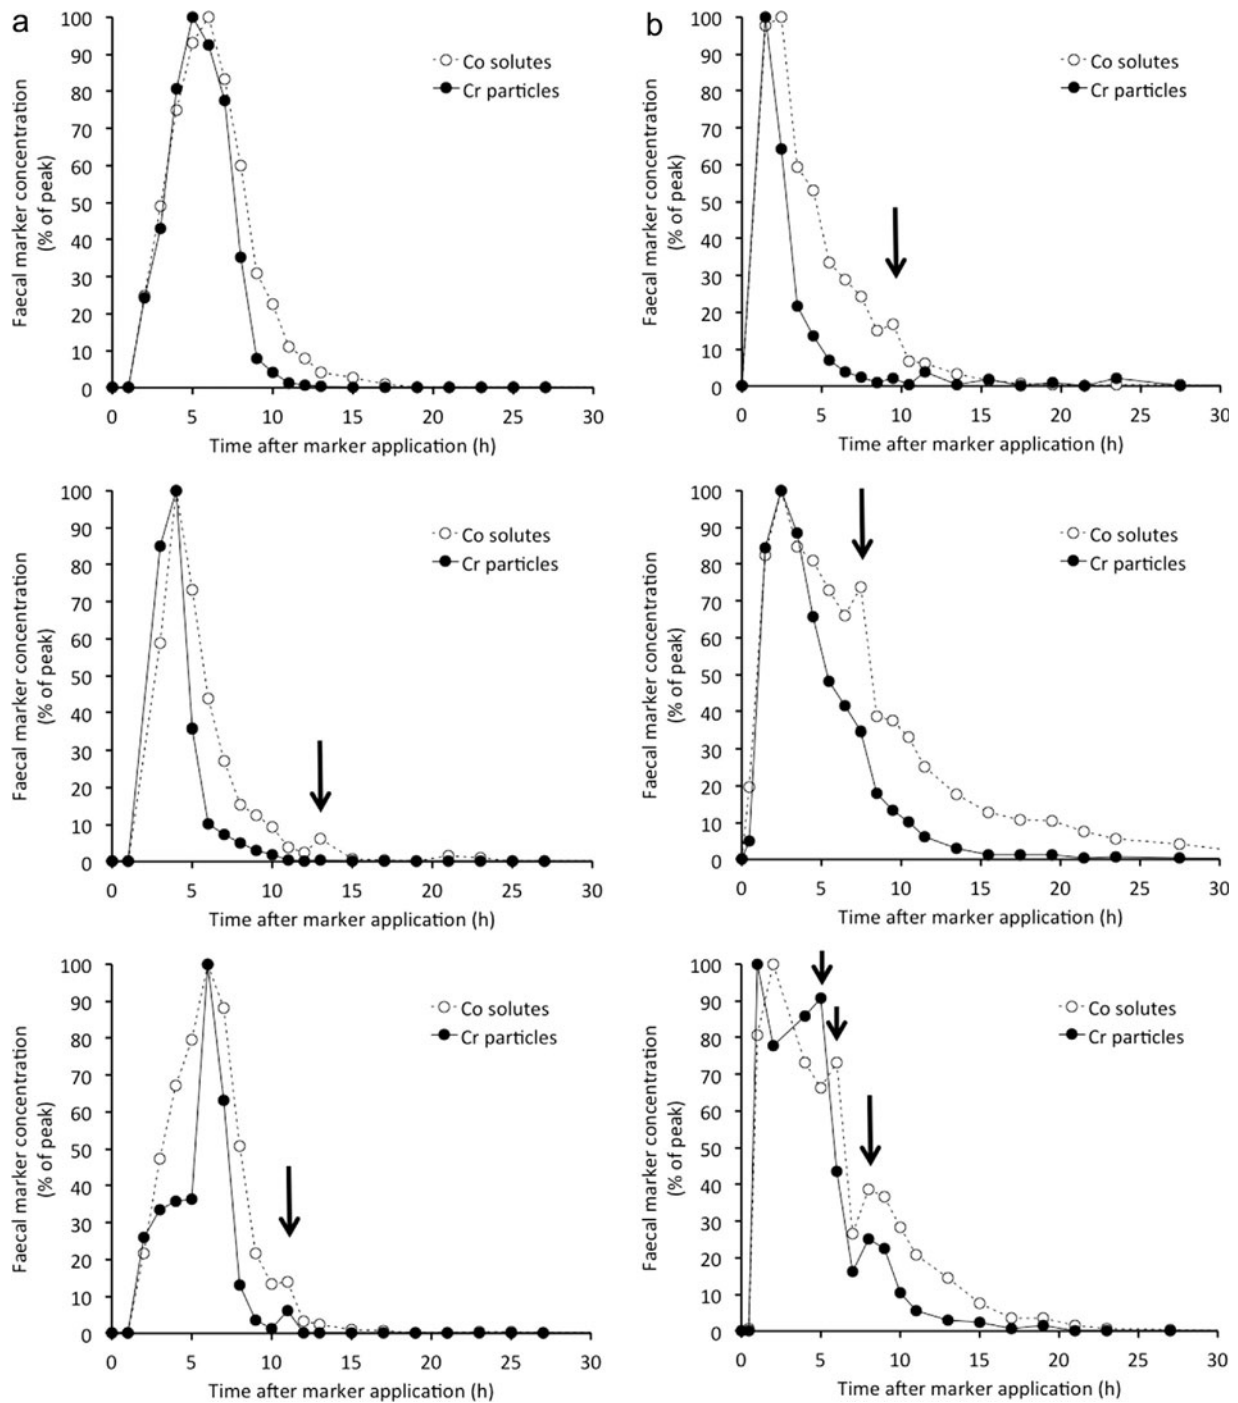 a
Faecal marker concentration
(% of peak)
100
90
80
70
60
50
40
30
20
10
0
Co solutes
Cr particles
0 5 10 15 20 25 30
Time after marker application (h)
b
Faecal marker concentration
(% of peak)
100
90
80
70
60
50
40
30
20
10
0
Co solutes
Cr particles
0 5 10 15 20 25 30
Time after marker application (h)
Faecal marker concentration
(% of peak)
100
90
80
70
60
50
40
30
20
10
0
Co solutes
Cr particles
0 5 10 15 20 25 30
Time after marker application (h)
Faecal marker concentration
(% of peak)
100
90
80
70
60
50
40
30
20
10
0
Co solutes
Cr particles
0 5 10 15 20 25 30
Time after marker application (h)
Faecal marker concentration
(% of peak)
100
90
80
70
60
50
40
30
20
10
0
Co solutes
Cr particles
0 5 10 15 20 25 30
Time after marker application (h)
Faecal marker concentration
(% of peak)
100
90
80
70
60
50
40
30
20
10
0
Co solutes
Cr particles
0 5 10 15 20 25 30
Time after marker application (h)